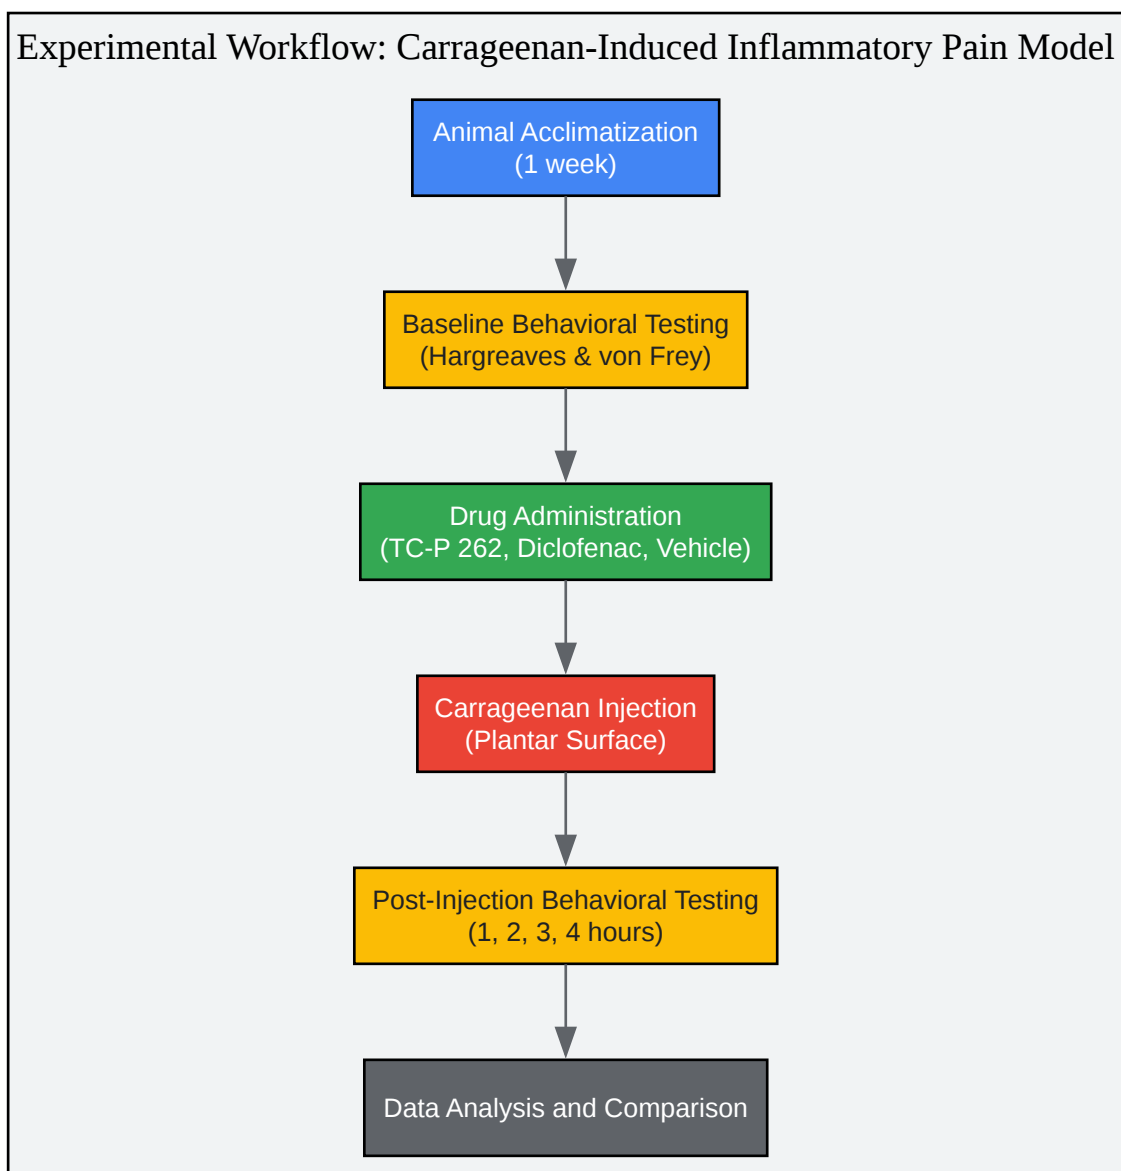 Experimental Workflow: Carrageenan-Induced Inflammatory Pain Model
Animal Acclimatization
(1 week)
Baseline Behavioral Testing
(Hargreaves & von Frey)
Drug Administration
(TC-P 262, Diclofenac, Vehicle)
Carrageenan Injection
(Plantar Surface)
Post-Injection Behavioral Testing
(1, 2, 3, 4 hours)
Data Analysis and Comparison